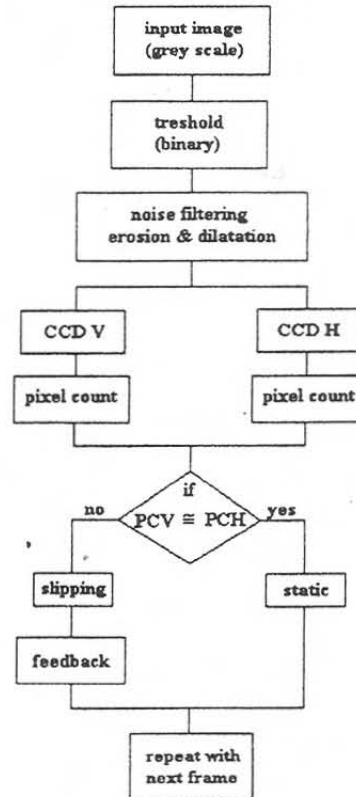 input image
(grey scale)
treshold
(binary)
noise filtering
erosion & dilatation
CCD V
CCD H
pixel count
pixel count
if
no
yes
PCV ≅ PCH
slipping
static
feedback
repeat with
next frame